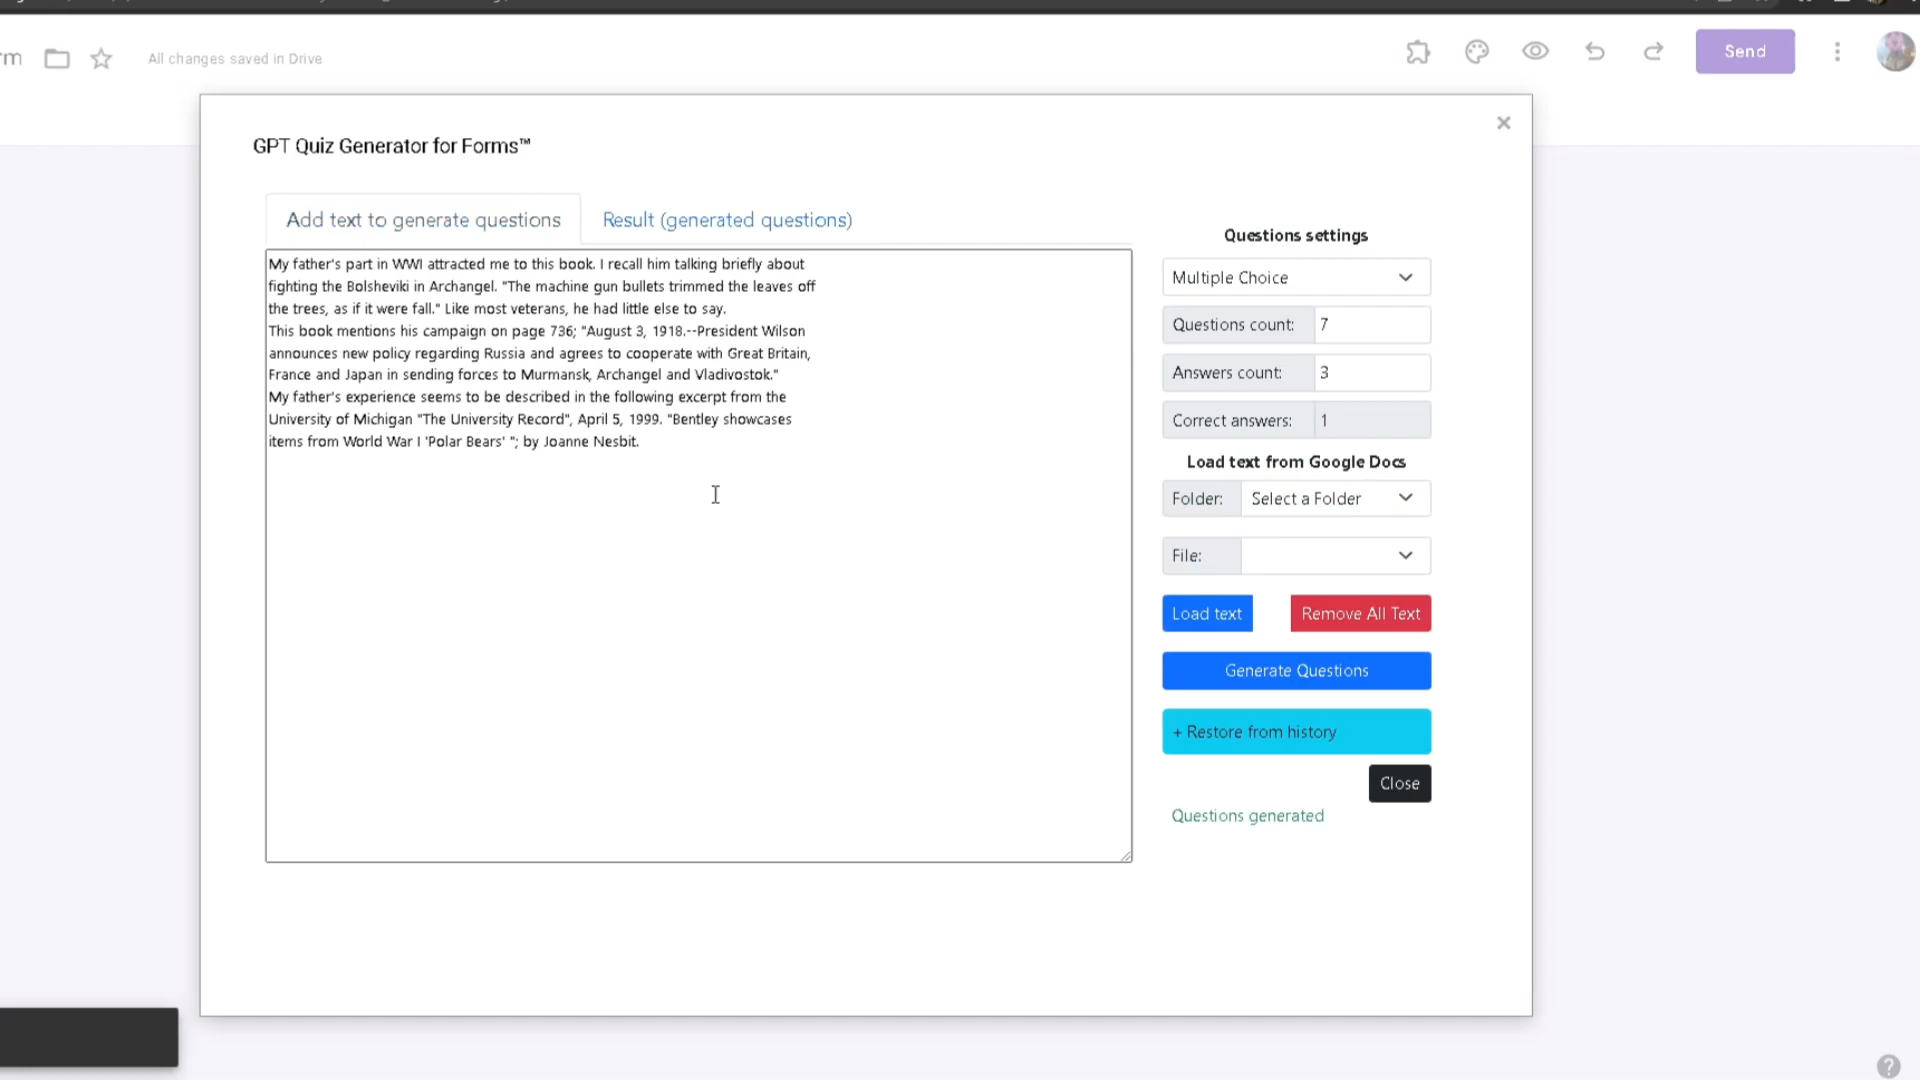 rm
All changes saved in Drive
Send
GPT Quiz Generator for Forms™
Add text to generate questions
Result (generated questions)
My father's part in WWI attracted me to this book. I recall him talking briefly about
fighting the Bolsheviki in Archangel. "The machine gun bullets trimmed the leaves off
the trees, as if it were fall." Like most veterans, he had little else to say.
This book mentions his campaign on page 736; "August 3, 1918.--President Wilson
announces new policy regarding Russia and agrees to cooperate with Great Britain,
France and Japan in sending forces to Murmansk, Archangel and Vladivostok."
My father's experience seems to be described in the following excerpt from the
University of Michigan "The University Record", April 5, 1999. "Bentley showcases
items from World War I 'Polar Bears' "; by Joanne Nesbit.
Questions settings
Multiple Choice
Questions count: 7
Answers count: 3
Correct answers: 1
Load text from Google Docs
Folder: Select a Folder
File:
Load text
Remove All Text
Generate Questions
+ Restore from history
Close
Questions generated